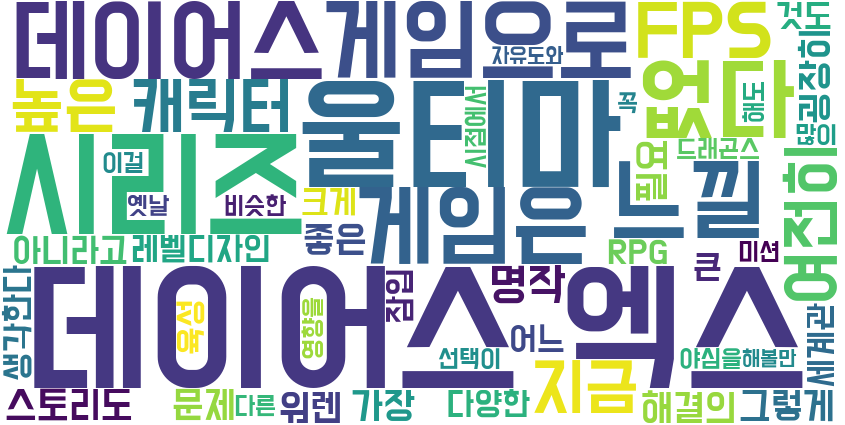 데이어스
게임으로
FPS
것도
자유도와
높은
캐릭터
울티마
시점에서
꼭
없다
해도
굉장히
많이
시리즈
이걸
옛날
비슷한
크게
좋은
게임은
느낄
필요
드래곤스
여전히
아니라고
레벨디자인
RPG
큰
미션
생각한다
데이어스엑스
육성
영향을
잠입
명작
어느
선택이
지금
야심을
해볼만
세계관
스토리도
문제
다른
워렌
가장
다양한
해결의
그렇게